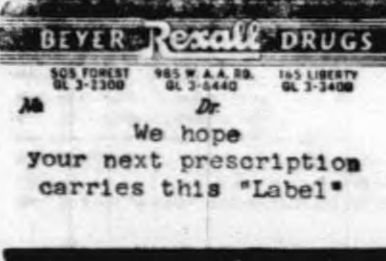 BEYER Rexall DRUGS
505 FOREST 985 W. A.A. RD. 165 LIBERTY
GL 3-2300 GL 3-6440 GL 3-3400
No Dr.
We hope
your next prescription
carries this "Label"